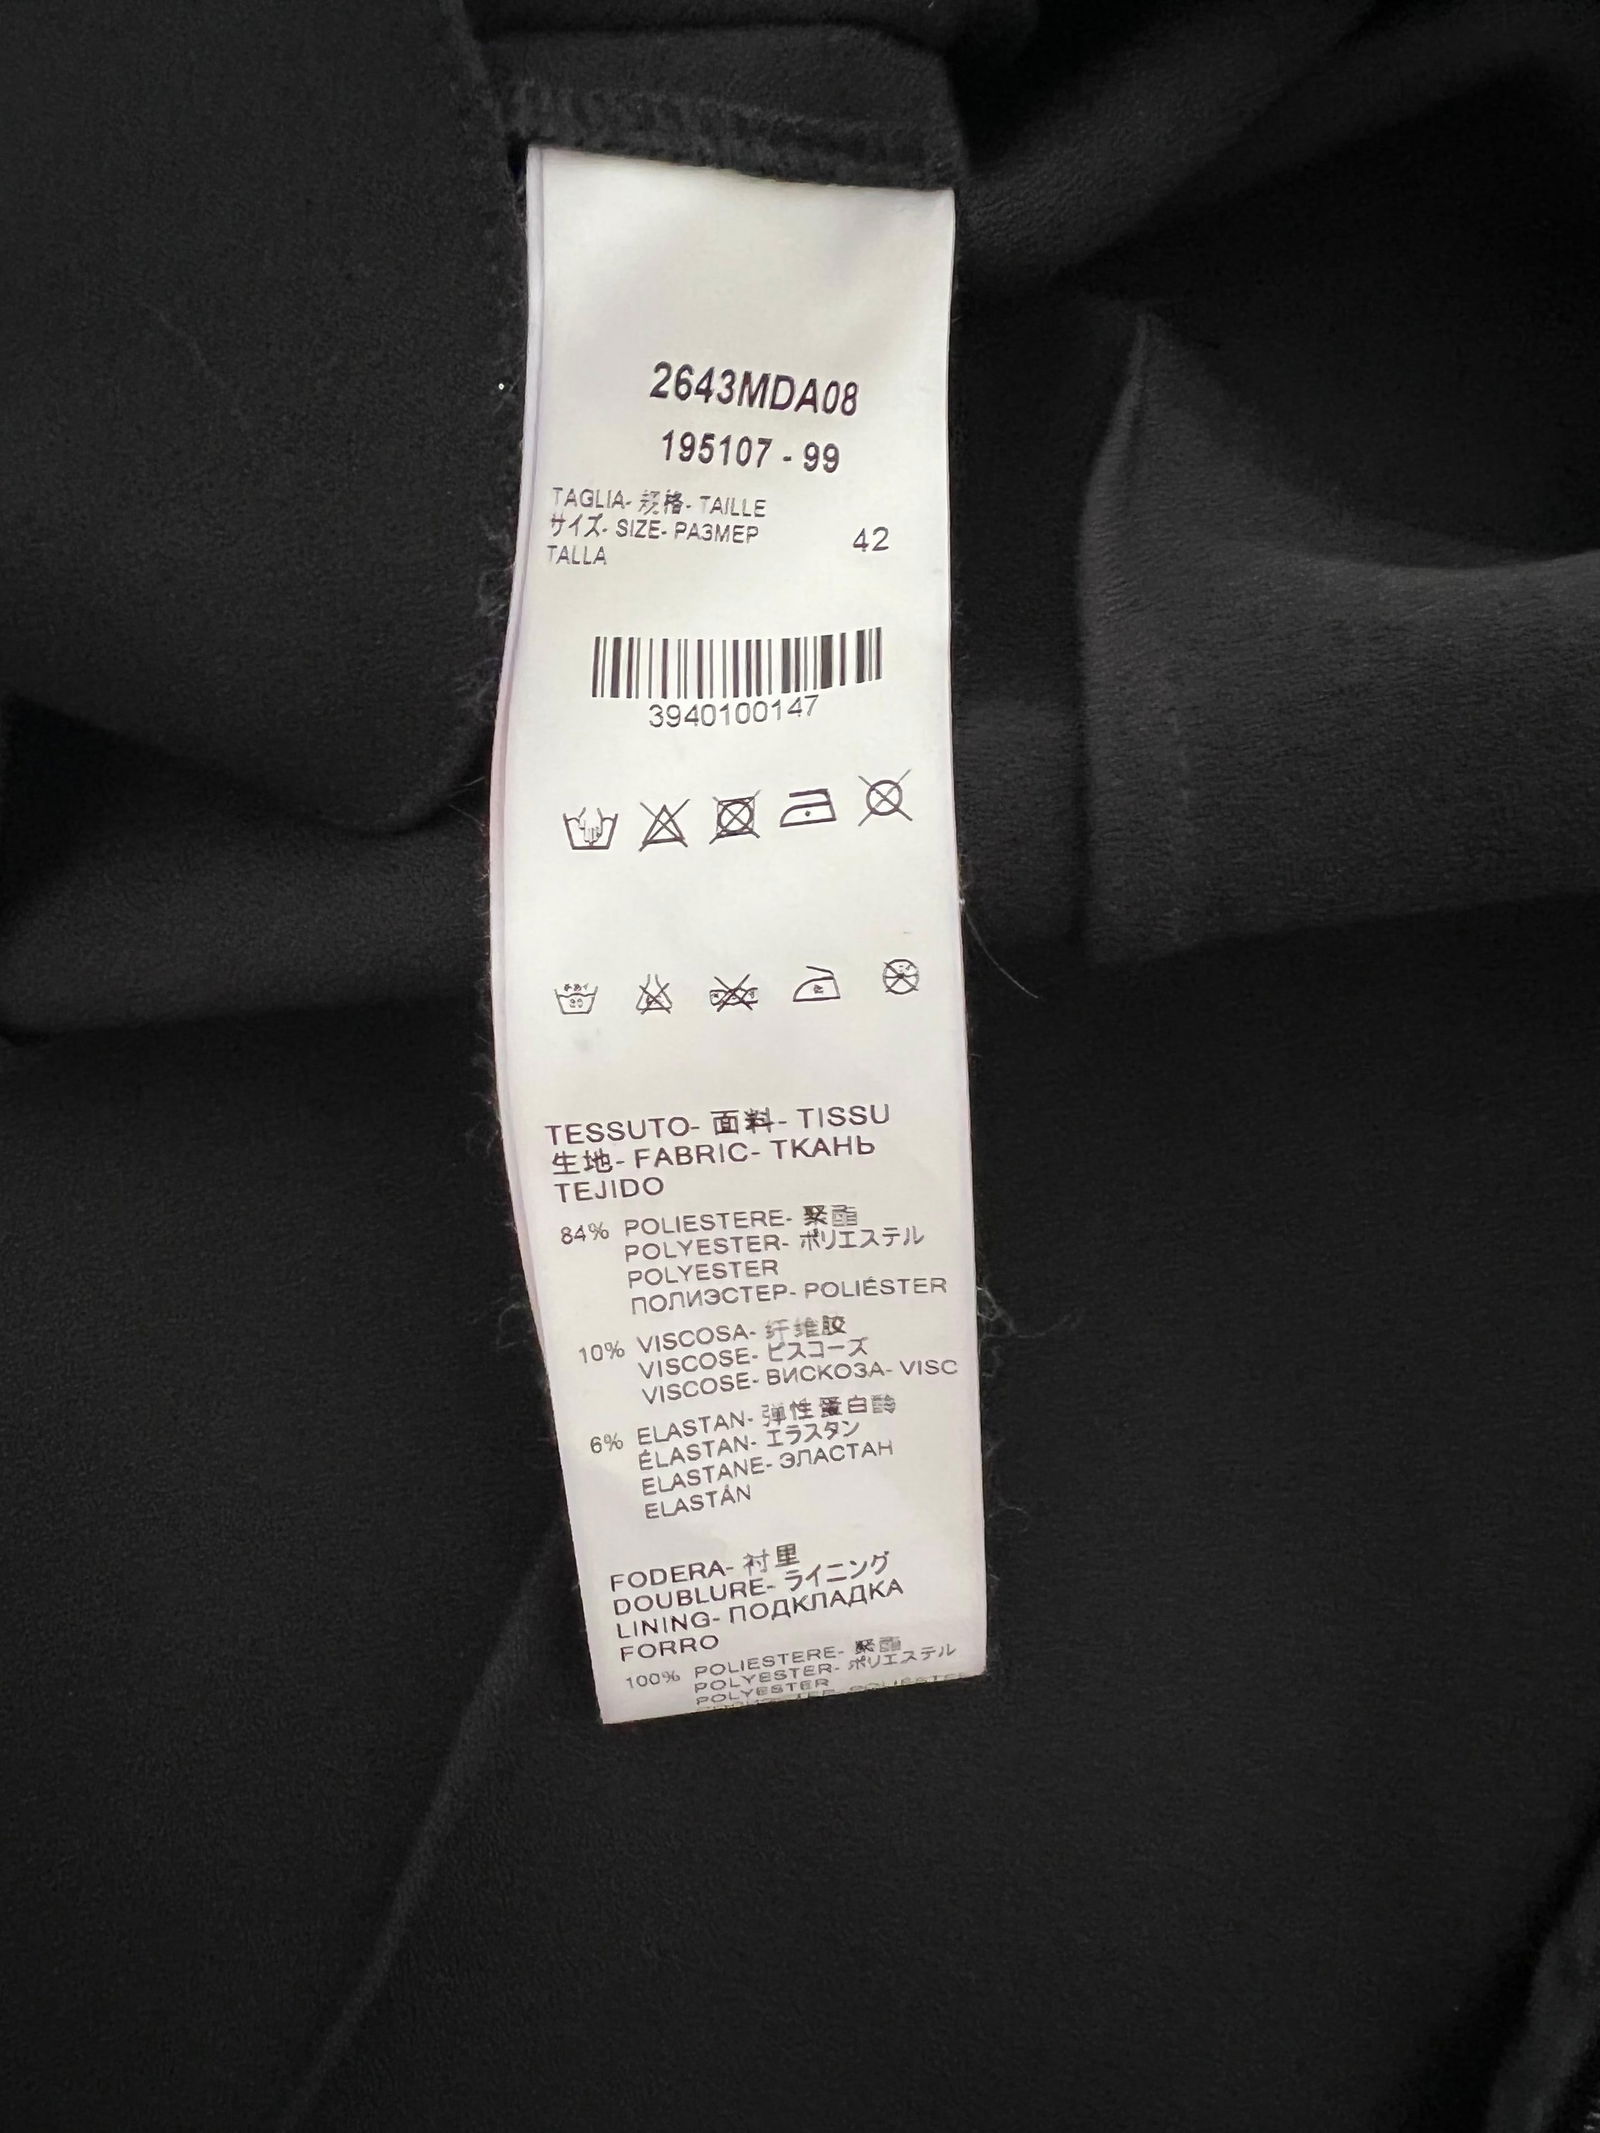 2643MDA08
195107 - 99
TAGLIA- 规格- TAILLE
サイズ- SIZE- РАЗМЕР
TALLA
42
3940100147
TESSUTO- 面料- TISSU
生地- FABRIC- ТКАНЬ
TEJIDO
84% POLIESTERE- 聚酯
POLYESTER- ポリエステル
POLYESTER
ПОЛИЭСТЕР- POLIÉSTER
10% VISCOSA- 纤维胶
VISCOSE- ビスコーズ
VISCOSE- ВИСКОЗА- VISC
6% ELASTAN- 弹性蛋白
ÉLASTAN- エラスタン
ELASTANE- ЭЛАСТАН
ELASTÁN
FODERA- 衬里
DOUBLURE- ライニング
LINING- ПОДКЛАДКА
FORRO
100% POLIESTERE- 聚酯
POLYESTER- ポリエステル
POLYESTER